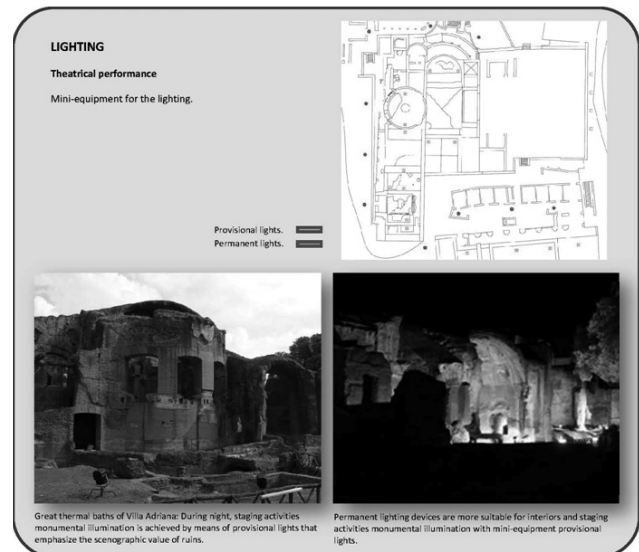 LIGHTING
Theatrical performance
Mini-equipment for the lighting.
Provisional lights.
Permanent lights.
Great thermal baths of Villa Adriana: During night, staging activities
monumental illumination is achieved by means of provisional lights that
emphasize the scenographic value of ruins.
Permanent lighting devices are more suitable for interiors and staging
activities monumental illumination with mini-equipment provisional
lights.